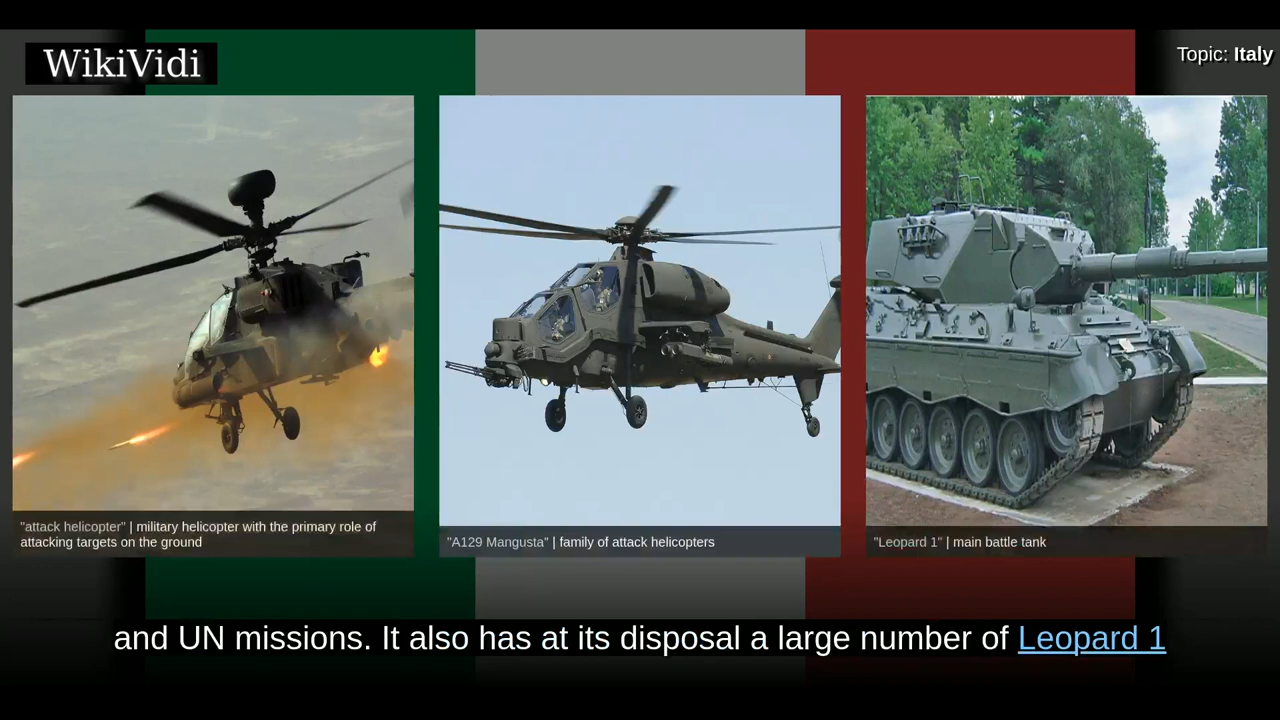 WikiVidi
Topic: Italy
"attack helicopter" | military helicopter with the primary role of
attacking targets on the ground
"A129 Mangusta" | family of attack helicopters
"Leopard 1" | main battle tank
and UN missions. It also has at its disposal a large number of Leopard 1